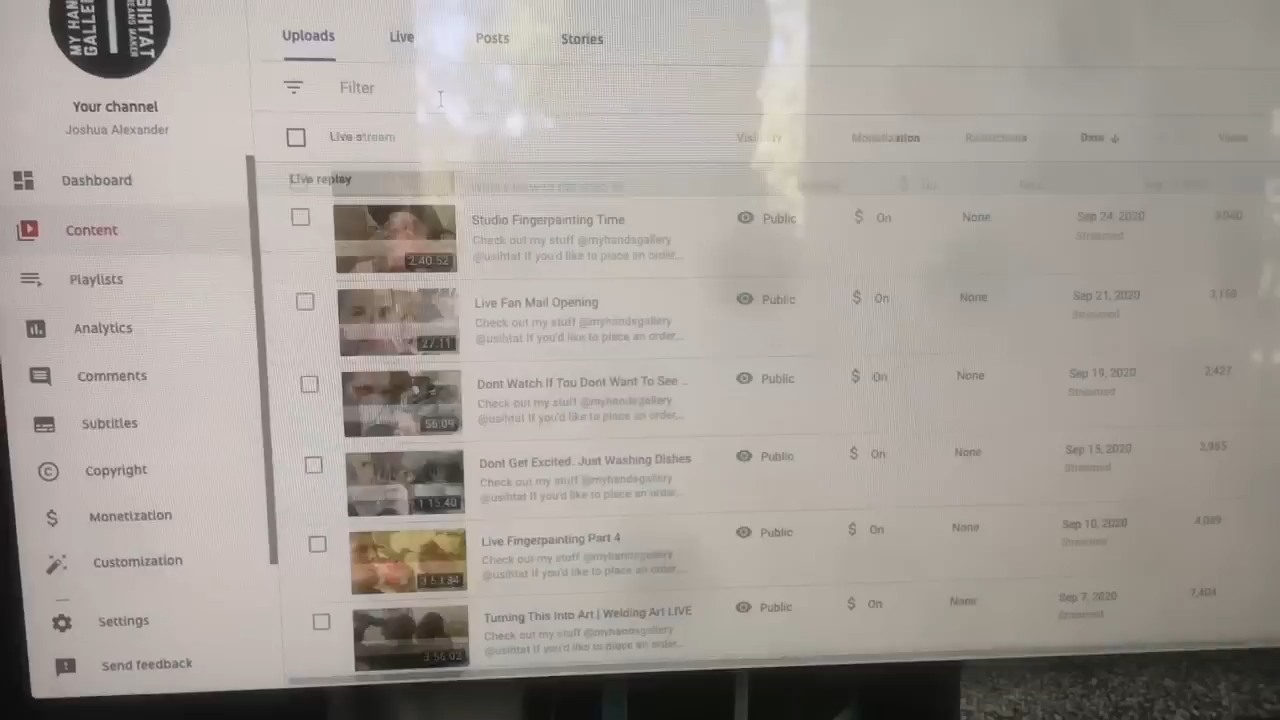 MY HAN
GALLE
SIHTAT
BEANS MAKER
Uploads
Live
Posts
Stories
Filter
Your channel
Joshua Alexander
Live stream
Monetization
Date
Views
Live replay
Dashboard
Content
Playlists
Analytics
Comments
Subtitles
Copyright
Monetization
Customization
Settings
Send feedback
Studio Fingerpainting Time
Check out my stuff @myhandsgallery
@usihtat If you'd like to place an order...
2:40:52
Public
On
None
Sep 24, 2020
Streamed
Live Fan Mail Opening
Check out my stuff @myhandsgallery
@usihtat If you'd like to place an order...
27:11
Public
On
None
Sep 21, 2020
Streamed
Dont Watch If You Dont Want To See ...
Check out my stuff @myhandsgallery
@usihtat If you'd like to place an order...
56:09
Public
On
None
Sep 19, 2020
Streamed
2,427
Dont Get Excited. Just Washing Dishes
Check out my stuff @myhandsgallery
@usihtat If you'd like to place an order...
1:15:40
Public
On
None
Sep 15, 2020
Streamed
Live Fingerpainting Part 4
Check out my stuff @myhandsgallery
@usihtat If you'd like to place an order...
Public
On
None
Sep 10, 2020
Streamed
Turning This Into Art | Welding Art LIVE
Check out my stuff @myhandsgallery
@usihtat If you'd like to place an order...
3:56:03
Public
On
None
Sep 7, 2020
Streamed